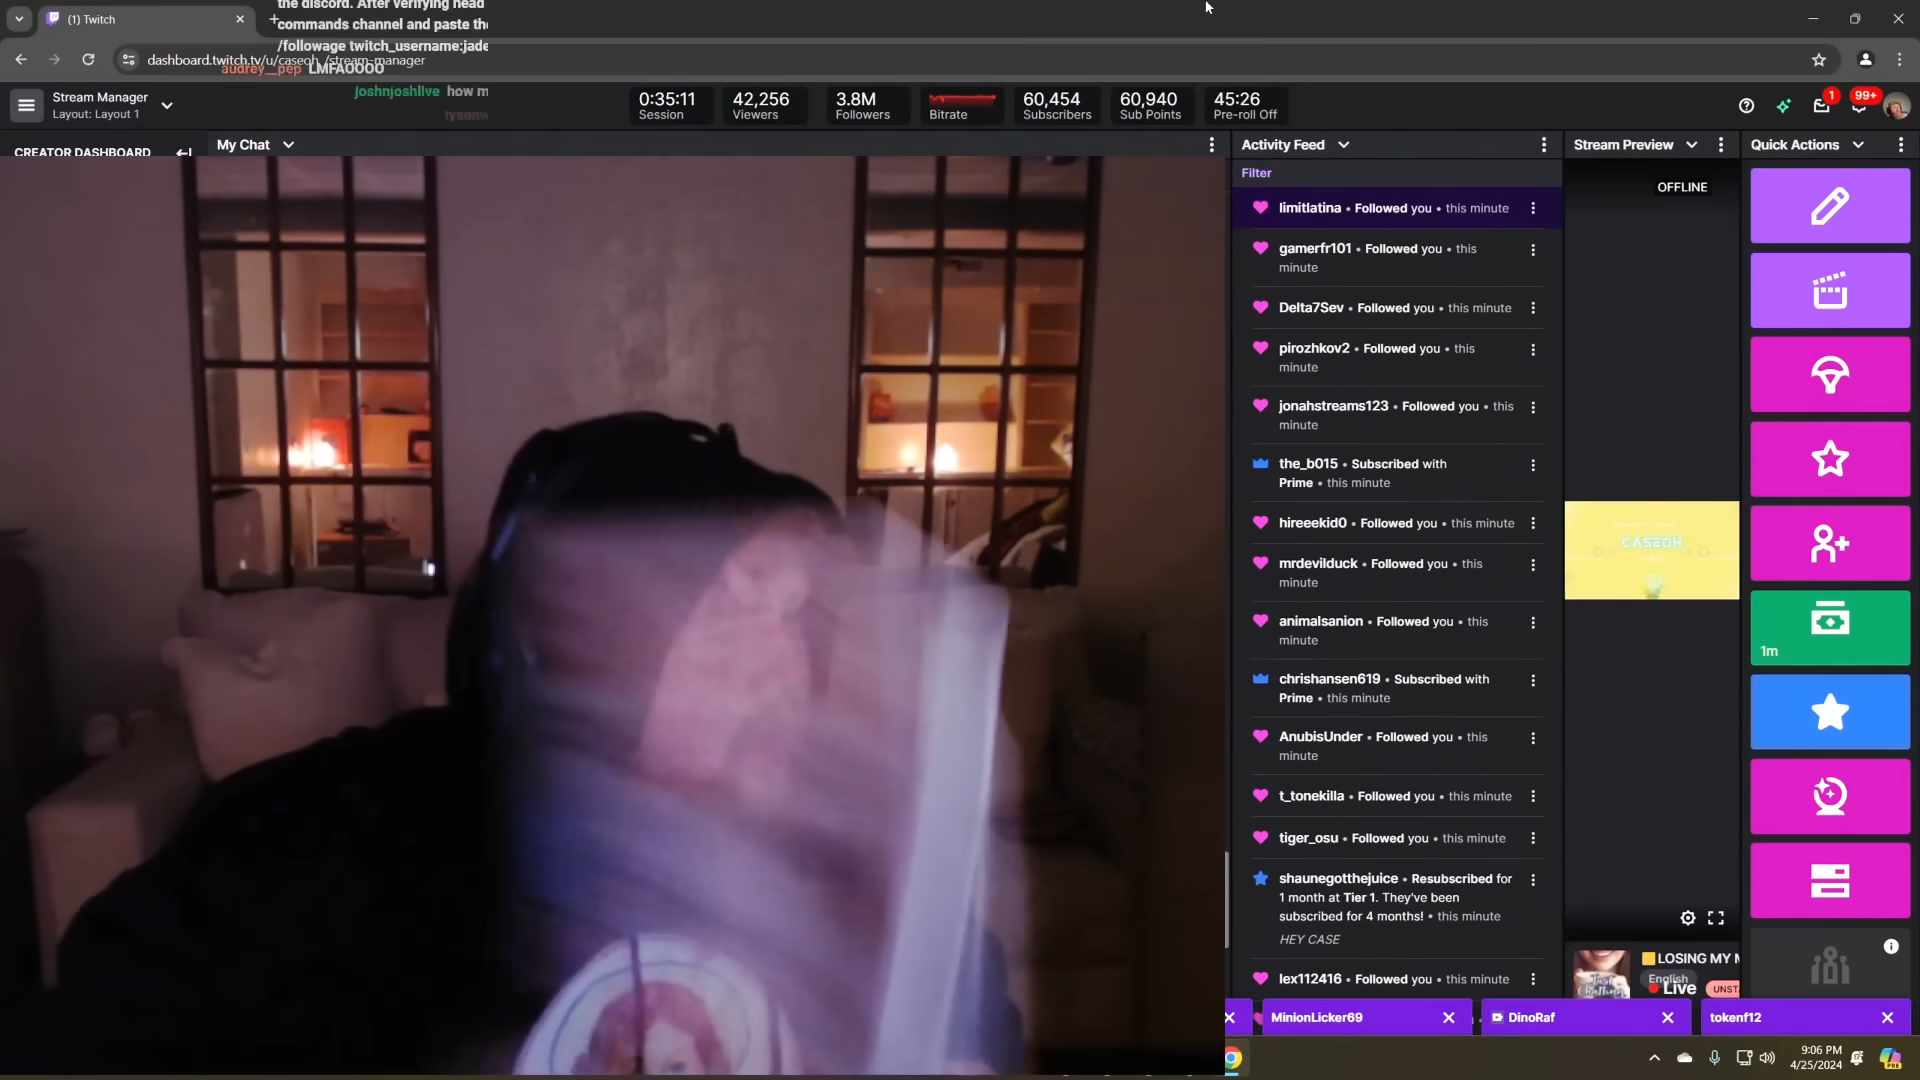 (1) Twitch
the discord. After verifying head
commands channel and paste the
/followage twitch_username:jade
dashboard.twitch.tv/u/caseoh_/stream-manager
audrey__pep LMFAOOOO
joshnjoshlive how m
Stream Manager
Layout: Layout 1
0:35:11
Session
42,256
Viewers
3.8M
Followers
Bitrate
60,454
Subscribers
60,940
Sub Points
45:26
Pre-roll Off
1
99+
CREATOR DASHBOARD
My Chat
Activity Feed
Stream Preview
Quick Actions
Filter
OFFLINE
limitlatina • Followed you • this minute
gamerfr101 • Followed you • this
minute
Delta7Sev • Followed you • this minute
pirozhkov2 • Followed you • this
minute
jonahstreams123 • Followed you • this
minute
the_b015 • Subscribed with
Prime • this minute
hireeekid0 • Followed you • this minute
mrdevilduck • Followed you • this
minute
animalsanion • Followed you • this
minute
chrishansen619 • Subscribed with
Prime • this minute
AnubisUnder • Followed you • this
minute
t_tonekilla • Followed you • this minute
tiger_osu • Followed you • this minute
shaunegotthejuice • Resubscribed for
1 month at Tier 1. They've been
subscribed for 4 months! • this minute
HEY CASE
lex112416 • Followed you • this minute
CASEOH
1m
LOSING MY M
English
Live
UNST
Just
Chatting
MinionLicker69
DinoRaf
tokenf12
9:06 PM
4/25/2024
PRE